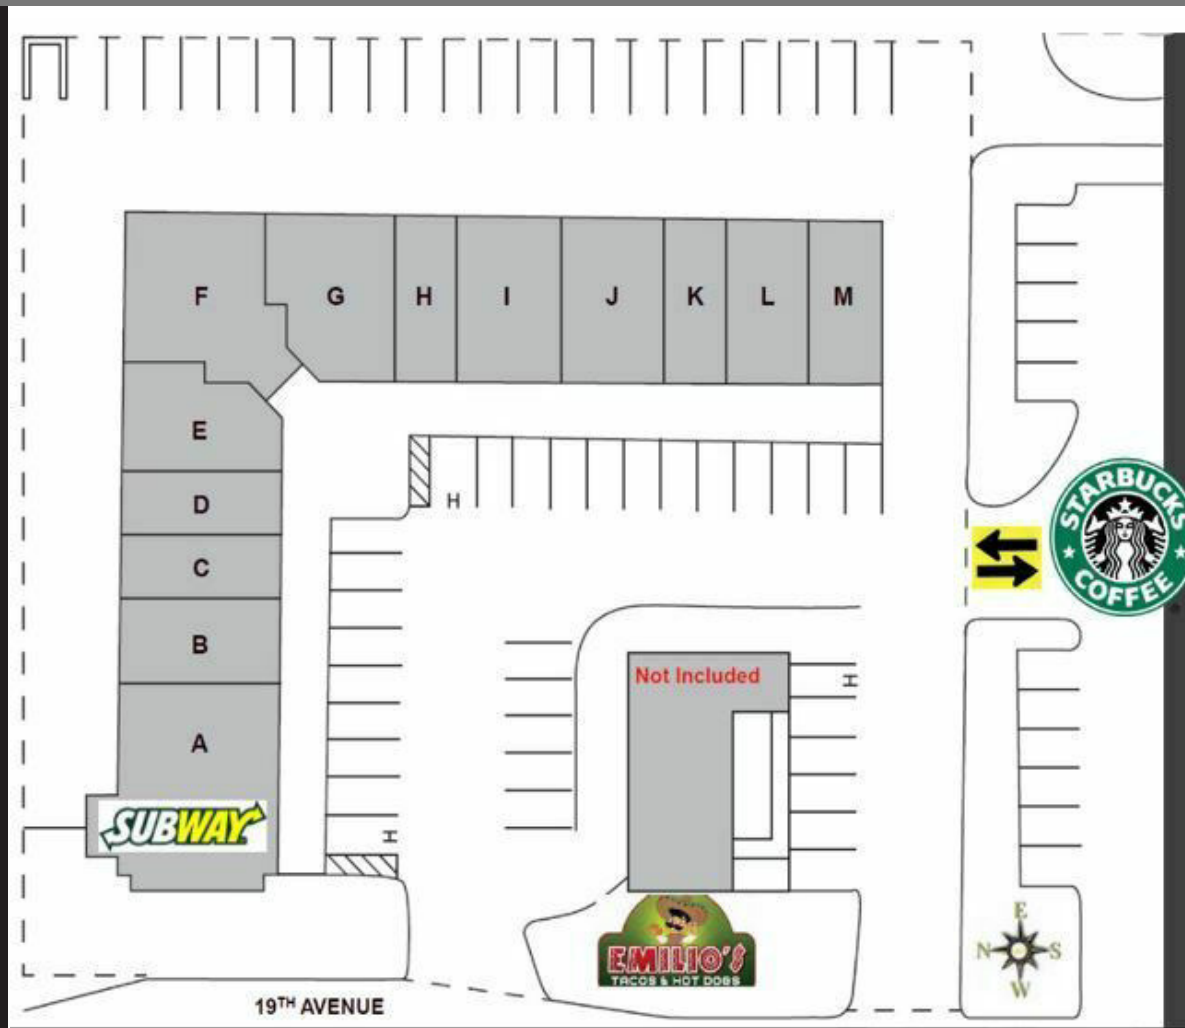 F
G
H
I
J
K
L
M
E
D
C
B
A
H
H
H
Not Included
STARBUCKS
COFFEE
SUBWAY
EMILIO'S
TACOS & HOT DOGS
19TH AVENUE
E
N
S
W